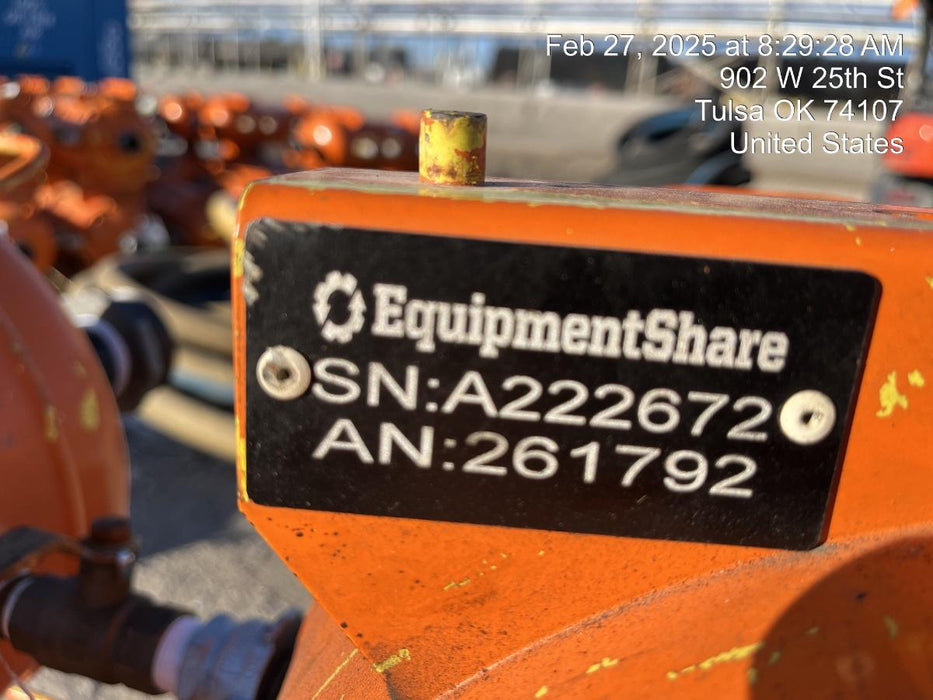 Feb 27, 2025 at 8:29:28 AM
902 W 25th St
Tulsa OK 74107
United States
EquipmentShare
SN:A222672
AN:261792